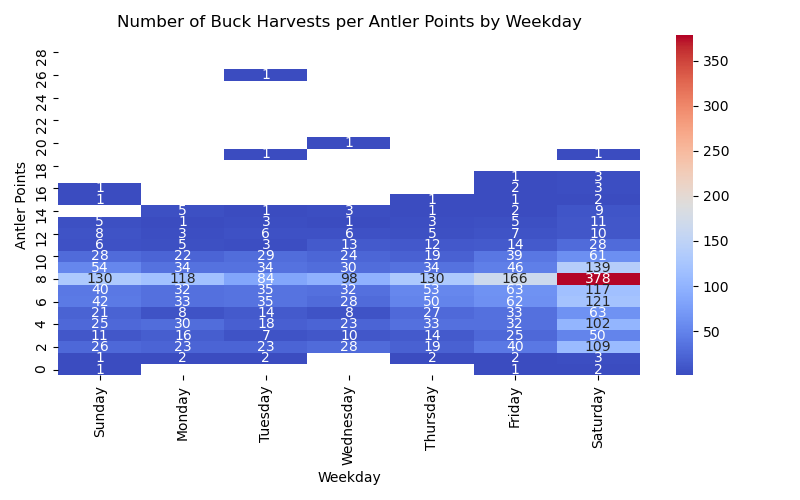 Number of Buck Harvests per Antler Points by Weekday
28
26 1
24
22
20 1
1 1
18
1 3
16 1 2 3
1 1 1 2
14 5 1 3 1 2 9
5 1 3 1 3 5 11
12 8 3 6 6 5 7 10
6 5 3 13 12 14 28
10 28 22 29 24 19 39 61
54 34 34 30 34 46 139
8 130 118 84 98 130 166 378
40 32 35 32 53 63 117
6 42 33 35 28 50 62 121
21 8 14 8 27 33 63
4 25 30 18 23 33 32 102
11 16 7 10 14 25 50
2 26 23 23 28 19 40 109
1 2 2 2 2 3
0 1 1 2
Antler Points
Sunday Monday Tuesday Wednesday Thursday Friday Saturday
Weekday
350
300
250
200
150
100
50